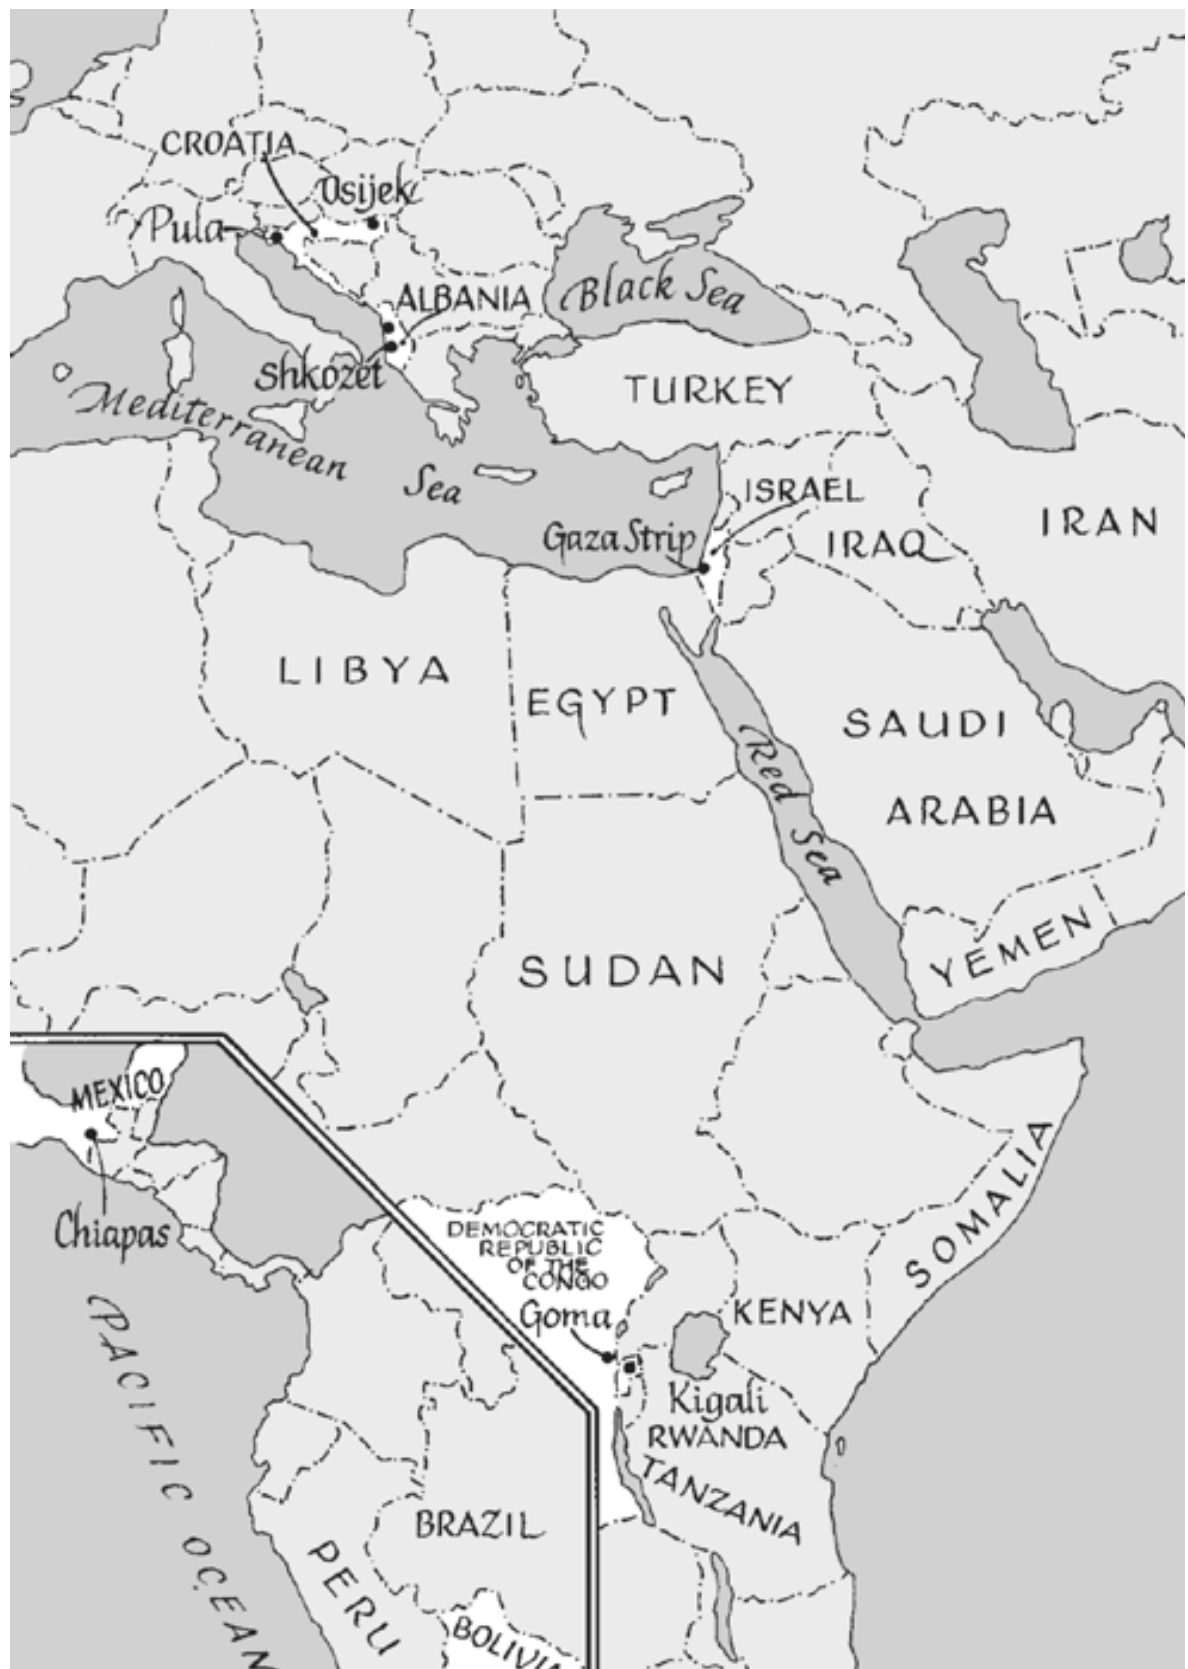 CROATIA
Osijek
Pula
ALBANIA
Black Sea
Shkozet
TURKEY
Mediterranean
Sea
ISRAEL
Gaza Strip
IRAQ
IRAN
LIBYA
EGYPT
SAUDI
ARABIA
Red Sea
SUDAN
YEMEN
MEXICO
Chiapas
SOMALIA
DEMOCRATIC
REPUBLIC
OF THE
CONGO
Goma
KENYA
Kigali
RWANDA
TANZANIA
PACIFIC OCEAN
BRAZIL
PERU
BOLIVIA